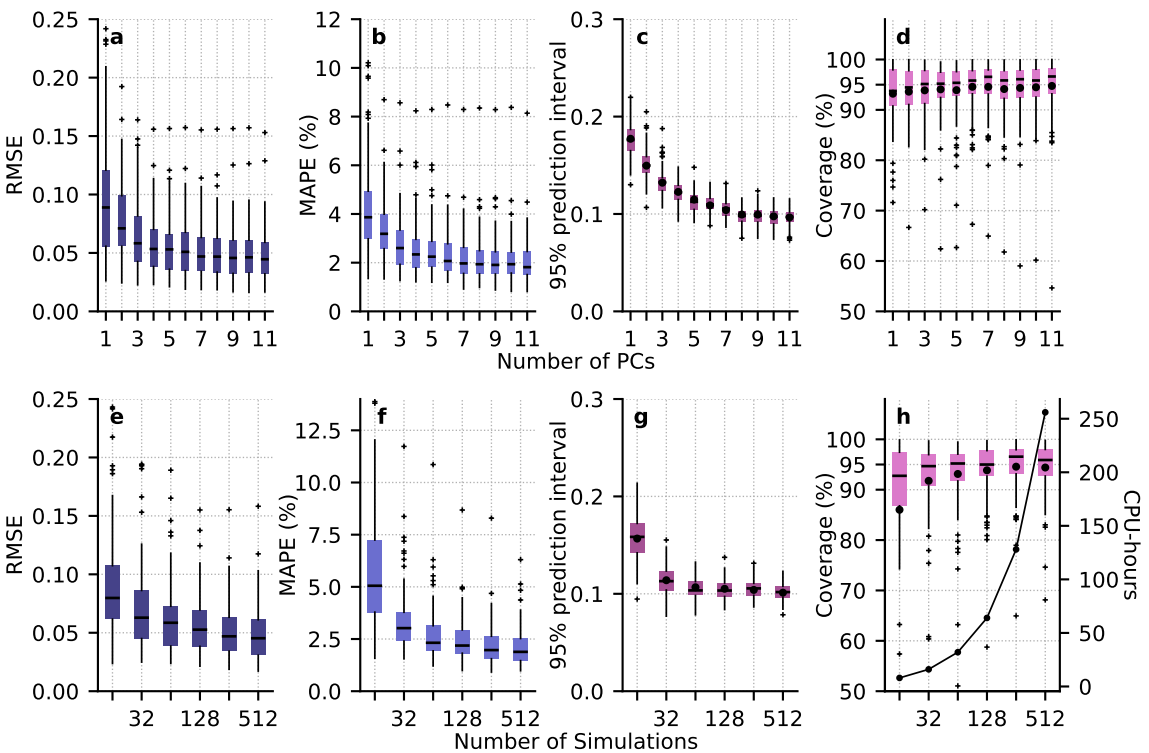 a
RMSE
0.25
0.20
0.15
0.10
0.05
0.00
1 3 5 7 9 11
b
MAPE (%)
12
10
8
6
4
2
0
1 3 5 7 9 11
c
95% prediction interval
0.3
0.2
0.1
0.0
1 3 5 7 9 11
d
Coverage (%)
100
95
90
80
70
60
50
1 3 5 7 9 11
Number of PCs
e
RMSE
0.25
0.20
0.15
0.10
0.05
0.00
32 128 512
f
MAPE (%)
12.5
10.0
7.5
5.0
2.5
0.0
32 128 512
g
95% prediction interval
0.3
0.2
0.1
0.0
32 128 512
h
Coverage (%)
100
95
90
80
70
60
50
32 128 512
250
200
150
100
50
0
CPU-hours
Number of Simulations